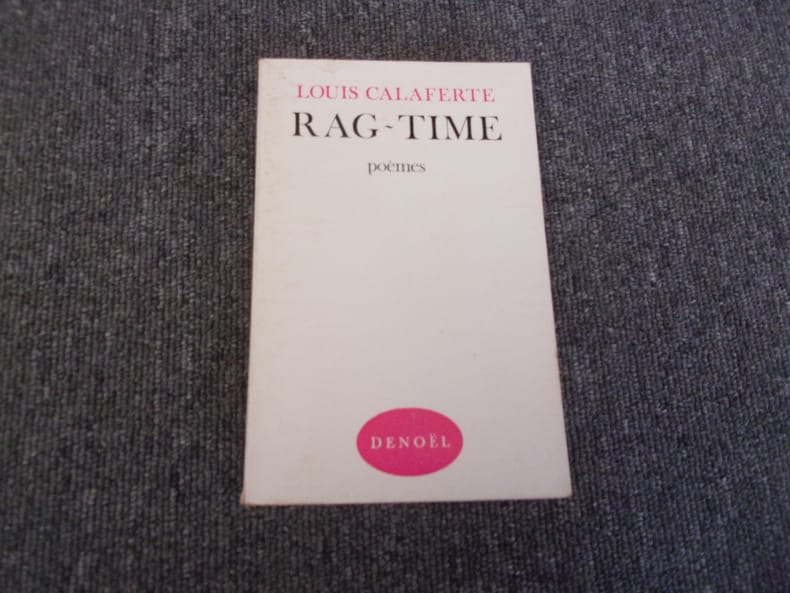 LOUIS CALAFERTE
RAG-TIME
poèmes
DENOËL